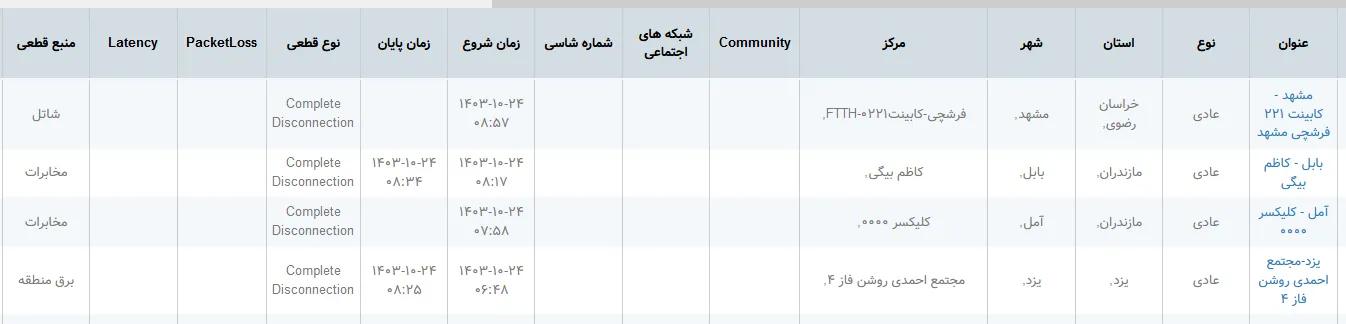 عنوان
نوع
استان
شهر
مرکز
Community
شبکه های
اجتماعی
شماره شاسی
زمان شروع
زمان پایان
نوع قطعی
PacketLoss
Latency
منبع قطعی
مشهد -
کابینت ۲۲۱
فرشچی مشهد
عادی
خراسان
رضوی,
مشهد,
فرشچی-کابینت۰۲۲۱-FTTH,
۱۴۰۳-۱۰-۲۴
۰۸:۵۷
Complete
Disconnection
شاتل
بابل - کاظم
بیگی
عادی
مازندران,
بابل,
کاظم بیگی,
۱۴۰۳-۱۰-۲۴
۰۸:۱۷
۱۴۰۳-۱۰-۲۴
۰۸:۳۴
Complete
Disconnection
مخابرات
آمل - کلیکسر
۰۰۰۰
عادی
مازندران,
آمل,
کلیکسر ۰۰۰۰,
۱۴۰۳-۱۰-۲۴
۰۷:۵۸
Complete
Disconnection
مخابرات
یزد-مجتمع
احمدی روشن
فاز ۴
عادی
یزد,
یزد,
مجتمع احمدی روشن فاز ۴,
۱۴۰۳-۱۰-۲۴
۰۶:۴۸
۱۴۰۳-۱۰-۲۴
۰۸:۲۵
Complete
Disconnection
برق منطقه